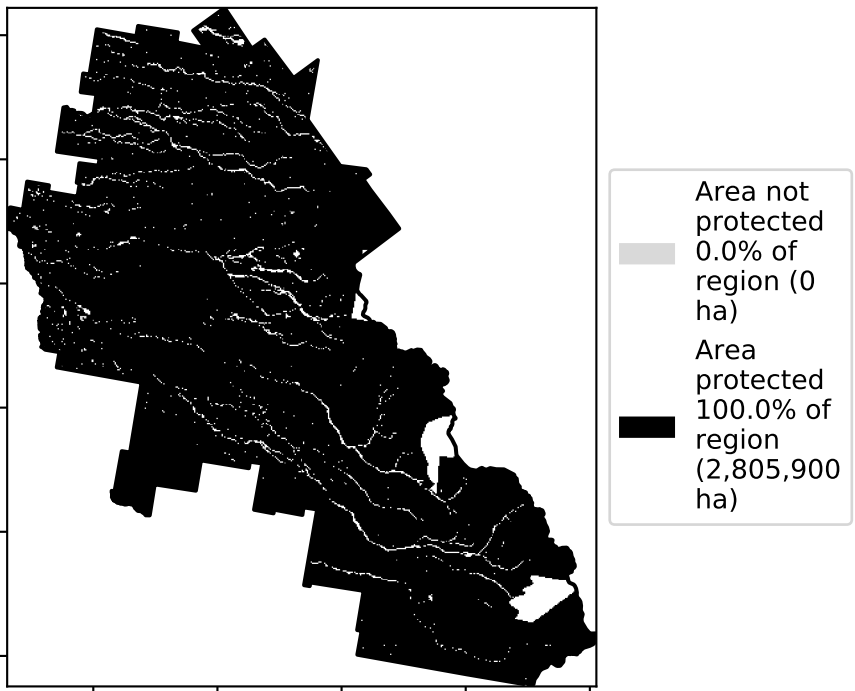 Area not
protected
0.0% of
region (0
ha)
Area
protected
100.0% of
region
(2,805,900
ha)